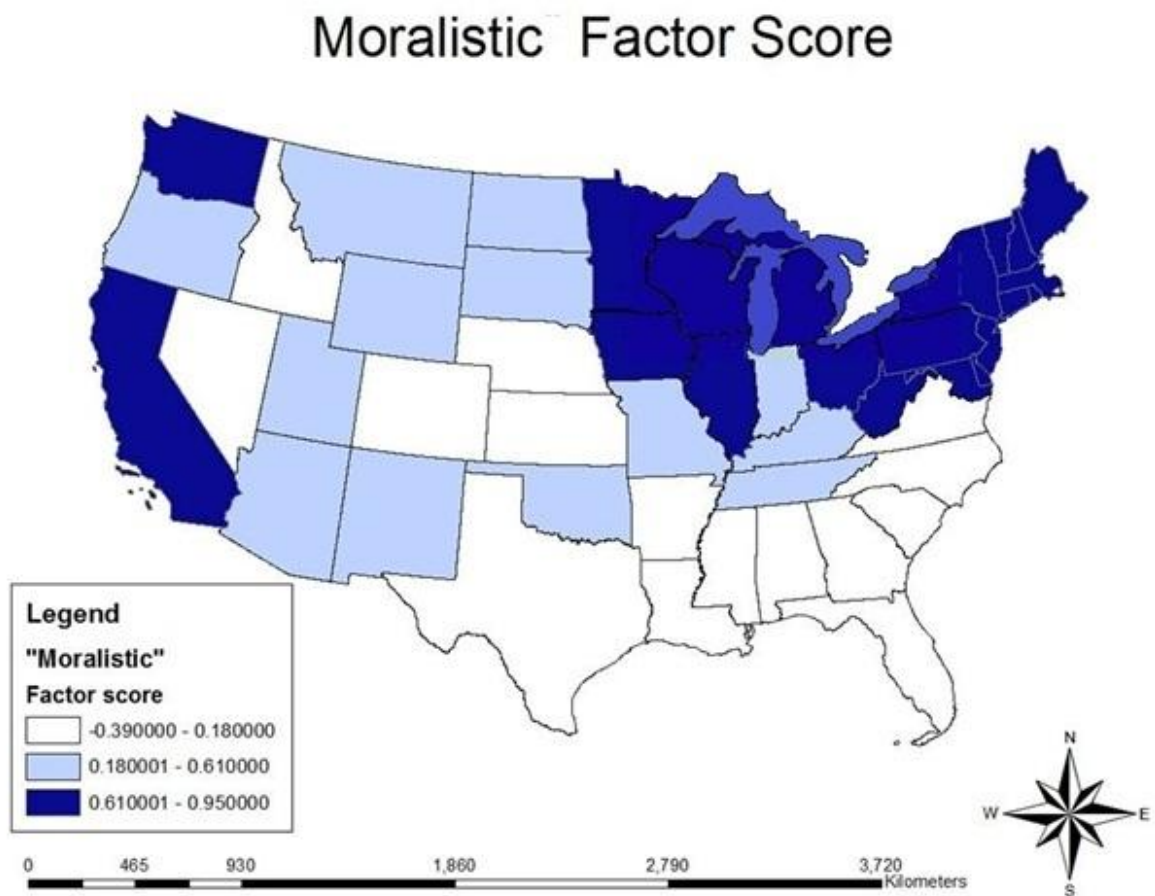 Moralistic Factor Score
Legend
"Moralistic"
Factor score
-0.390000 - 0.180000
0.180001 - 0.610000
0.610001 - 0.950000
N
W
E
S
0 465 930 1,860 2,790 3,720
Kilometers